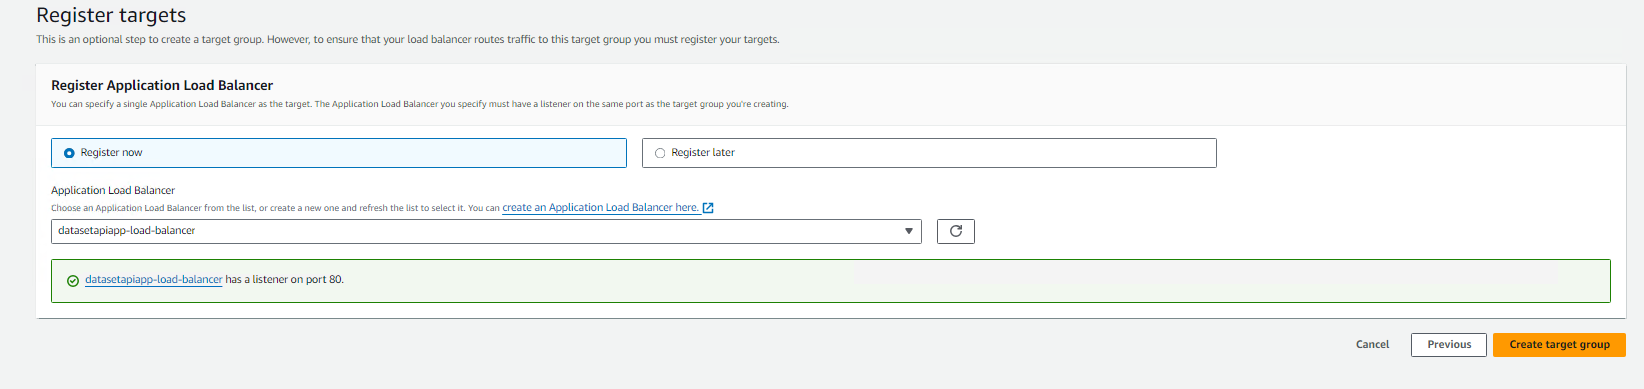 Register targets
This is an optional step to create a target group. However, to ensure that your load balancer routes traffic to this target group you must register your targets.
Register Application Load Balancer
You can specify a single Application Load Balancer as the target. The Application Load Balancer you specify must have a listener on the same port as the target group you're creating.
Register now
Register later
Application Load Balancer
Choose an Application Load Balancer from the list, or create a new one and refresh the list to select it. You can create an Application Load Balancer here.
datasetapiapp-load-balancer
datasetapiapp-load-balancer has a listener on port 80.
Cancel
Previous
Create target group